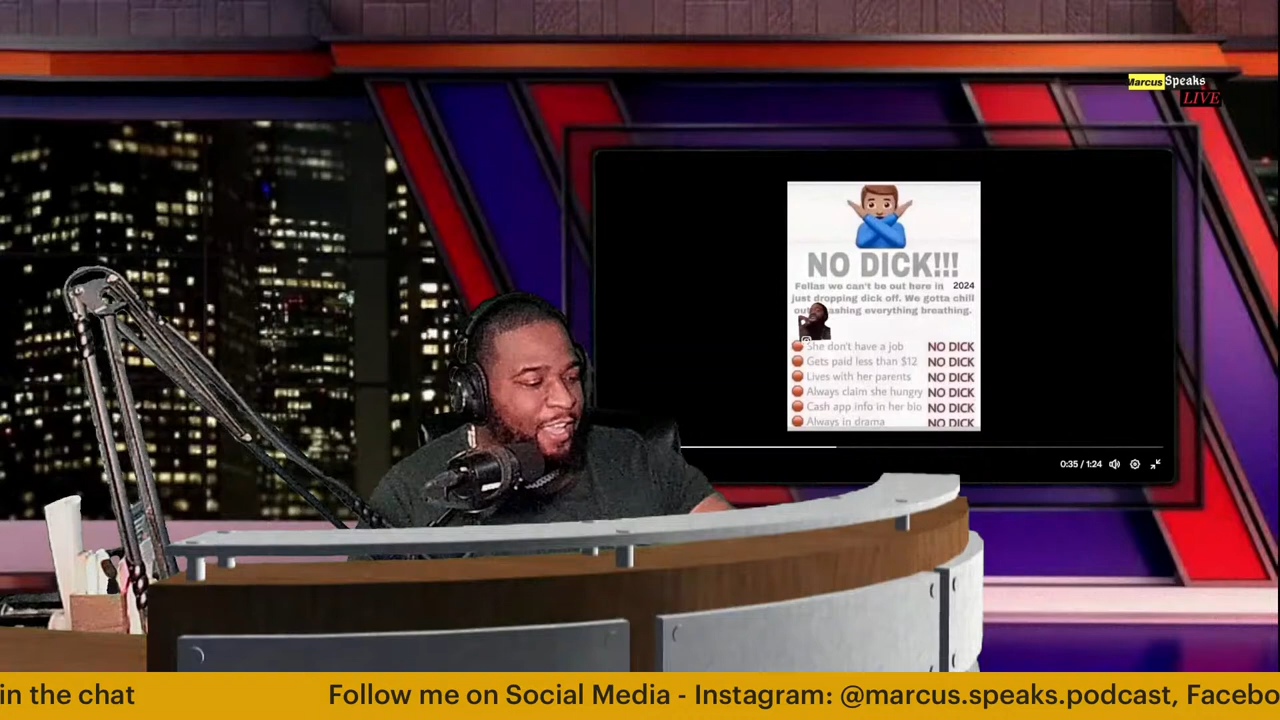 Marcus Speaks
LIVE
NO DICK!!!
Fellas we can't be out here in 2024
just dropping dick off. We gotta chill
everything breathing.
She don't have a job NO DICK
Gets paid less than $12 NO DICK
Lives with her parents NO DICK
Always claim she hungry NO DICK
Cash app info in her bio NO DICK
Always in drama NO DICK
0:35 / 1:24
in the chat Follow me on Social Media - Instagram: @marcus.speaks.podcast, Facebo